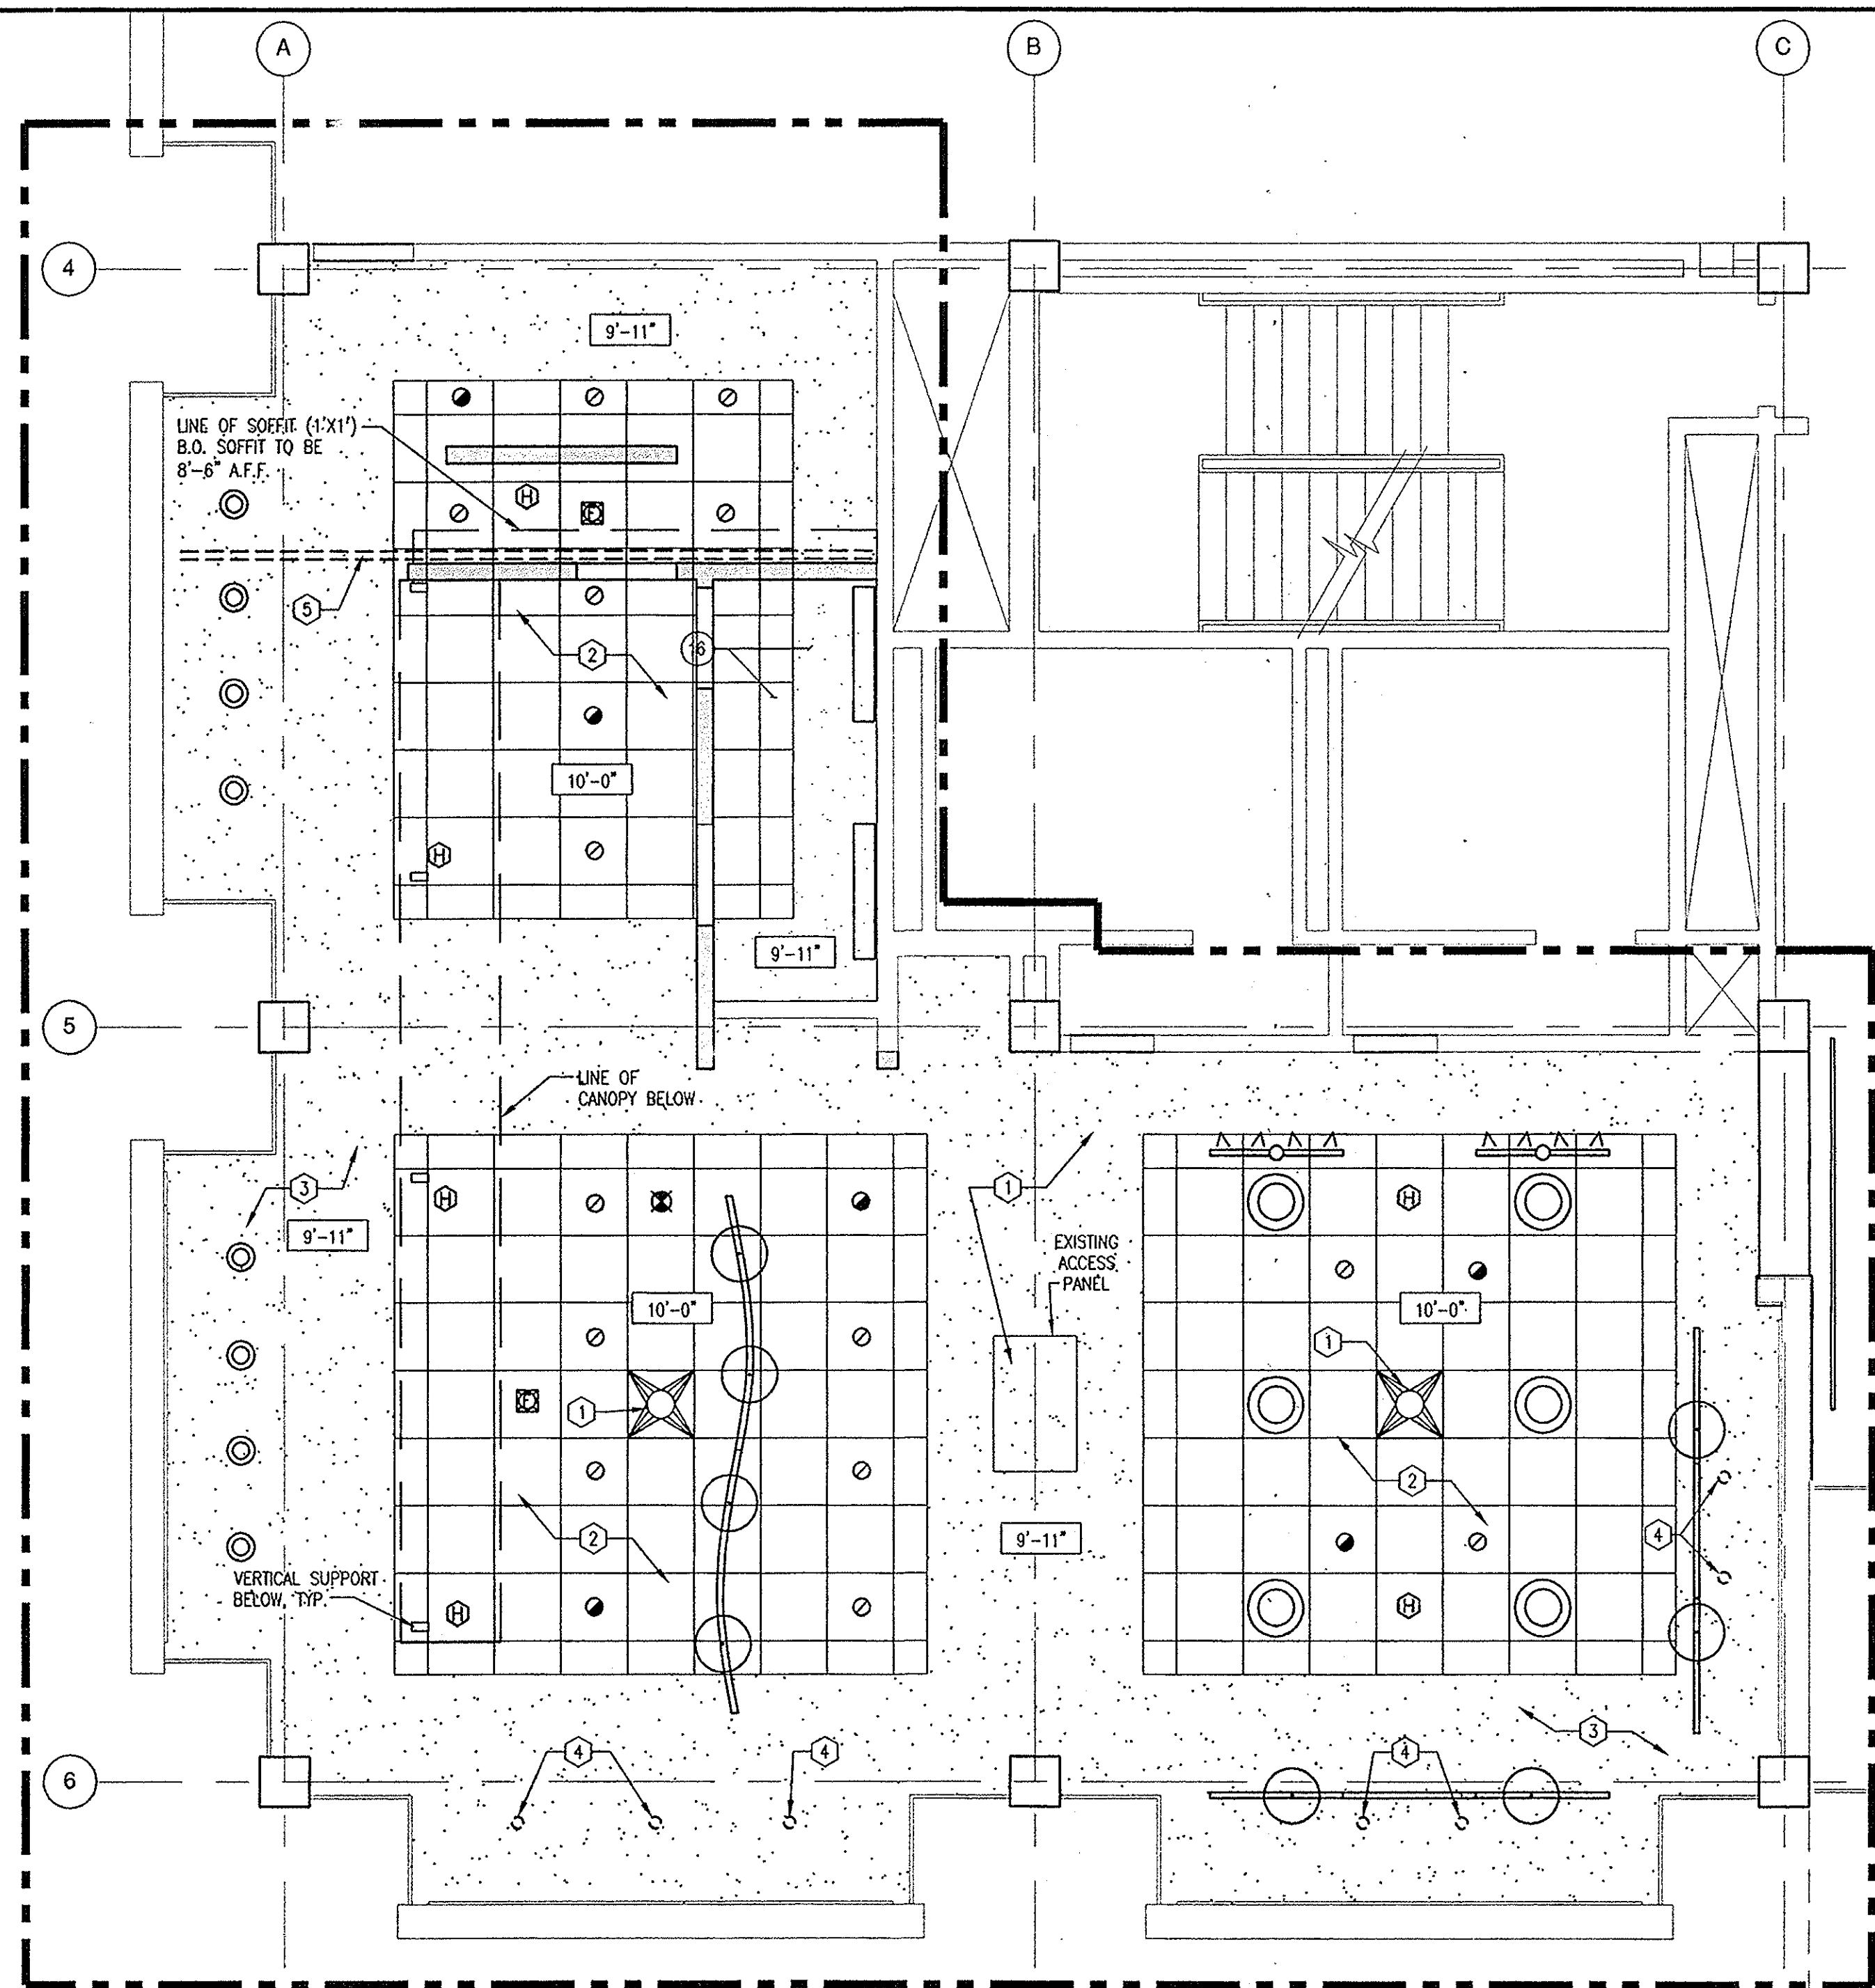 A
B
C
4
9'-11"
LINE OF SOFFIT (1'X1')
B.O. SOFFIT TO BE
8'-6" A.F.F.
H
F
5
2
16
10'-0"
H
9'-11"
5
LINE OF
CANOPY BELOW
3
9'-11"
H
1
H
EXISTING
ACCESS
PANEL
10'-0"
10'-0"
1
F
1
2
2
9'-11"
4
VERTICAL SUPPORT
BELOW, TYP.
H
H
3
4
4
4
6